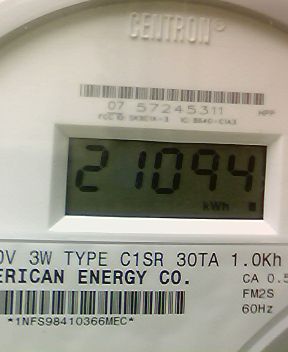 CENTRON®
07 57245311 HPP
21094
kWh
0V 3W TYPE C1SR 30TA 1.0Kh
ERICAN ENERGY CO. CA 0.5
FM2S
60Hz
*1NFS98410366MEC*